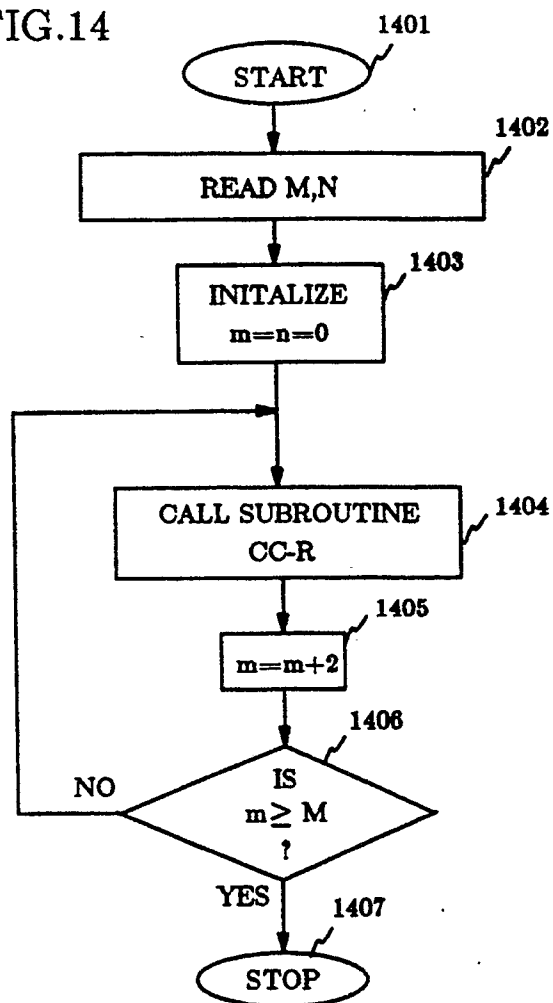 FIG.14
1401
START
1402
READ M,N
1403
INITALIZE
m=n=0
CALL SUBROUTINE
CC-R
1404
1405
m=m+2
1406
IS
m≥ M
?
NO
YES
1407
STOP